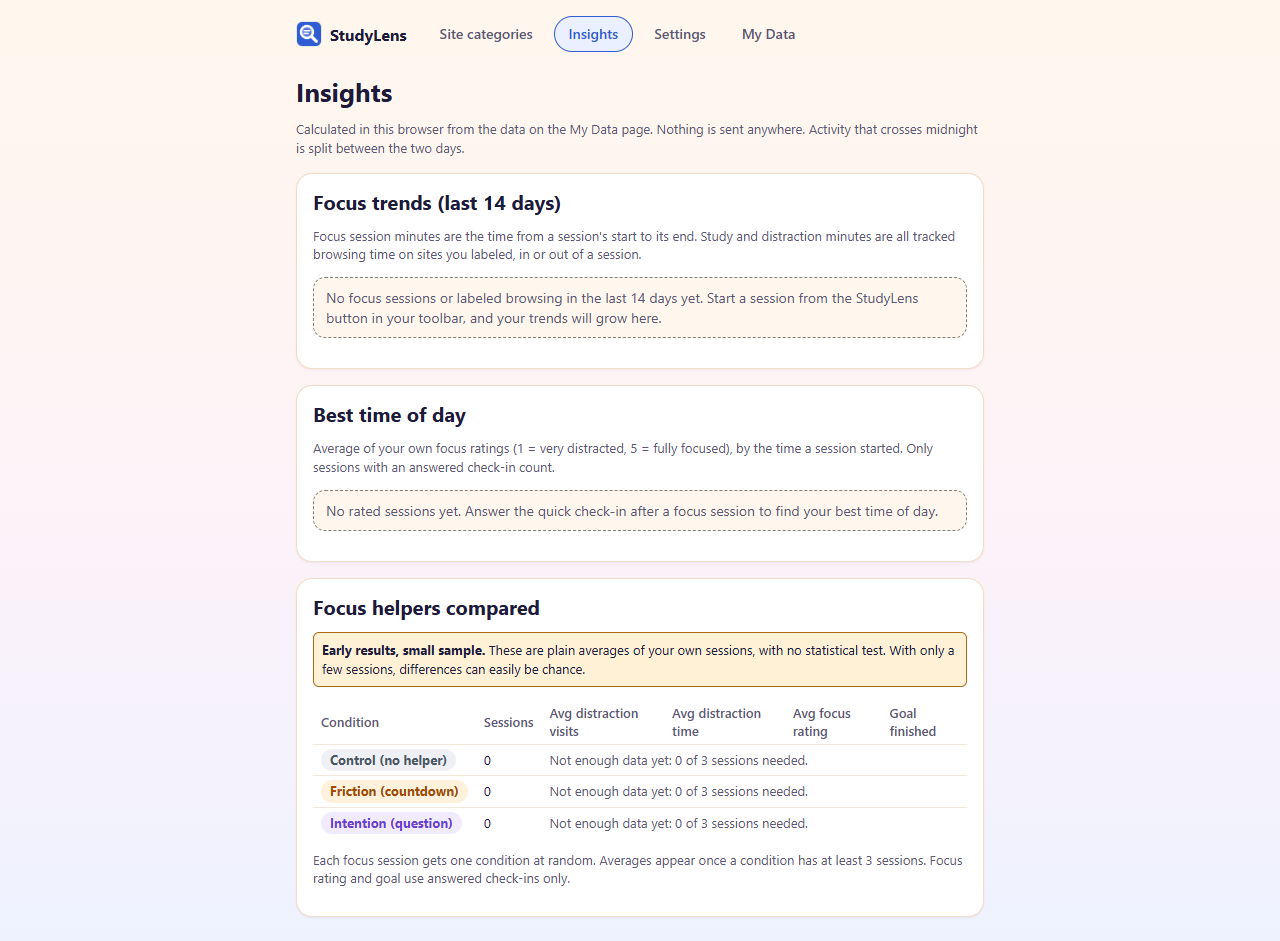 StudyLens Site categories Insights Settings My Data
Insights
Calculated in this browser from the data on the My Data page. Nothing is sent anywhere. Activity that crosses midnight
is split between the two days.
Focus trends (last 14 days)
Focus session minutes are the time from a session's start to its end. Study and distraction minutes are all tracked
browsing time on sites you labeled, in or out of a session.
No focus sessions or labeled browsing in the last 14 days yet. Start a session from the StudyLens
button in your toolbar, and your trends will grow here.
Best time of day
Average of your own focus ratings (1 = very distracted, 5 = fully focused), by the time a session started. Only
sessions with an answered check-in count.
No rated sessions yet. Answer the quick check-in after a focus session to find your best time of day.
Focus helpers compared
Early results, small sample. These are plain averages of your own sessions, with no statistical test. With only a
few sessions, differences can easily be chance.
Condition Sessions Avg distraction visits Avg distraction time Avg focus rating Goal finished
Control (no helper) 0 Not enough data yet: 0 of 3 sessions needed.
Friction (countdown) 0 Not enough data yet: 0 of 3 sessions needed.
Intention (question) 0 Not enough data yet: 0 of 3 sessions needed.
Each focus session gets one condition at random. Averages appear once a condition has at least 3 sessions. Focus
rating and goal use answered check-ins only.